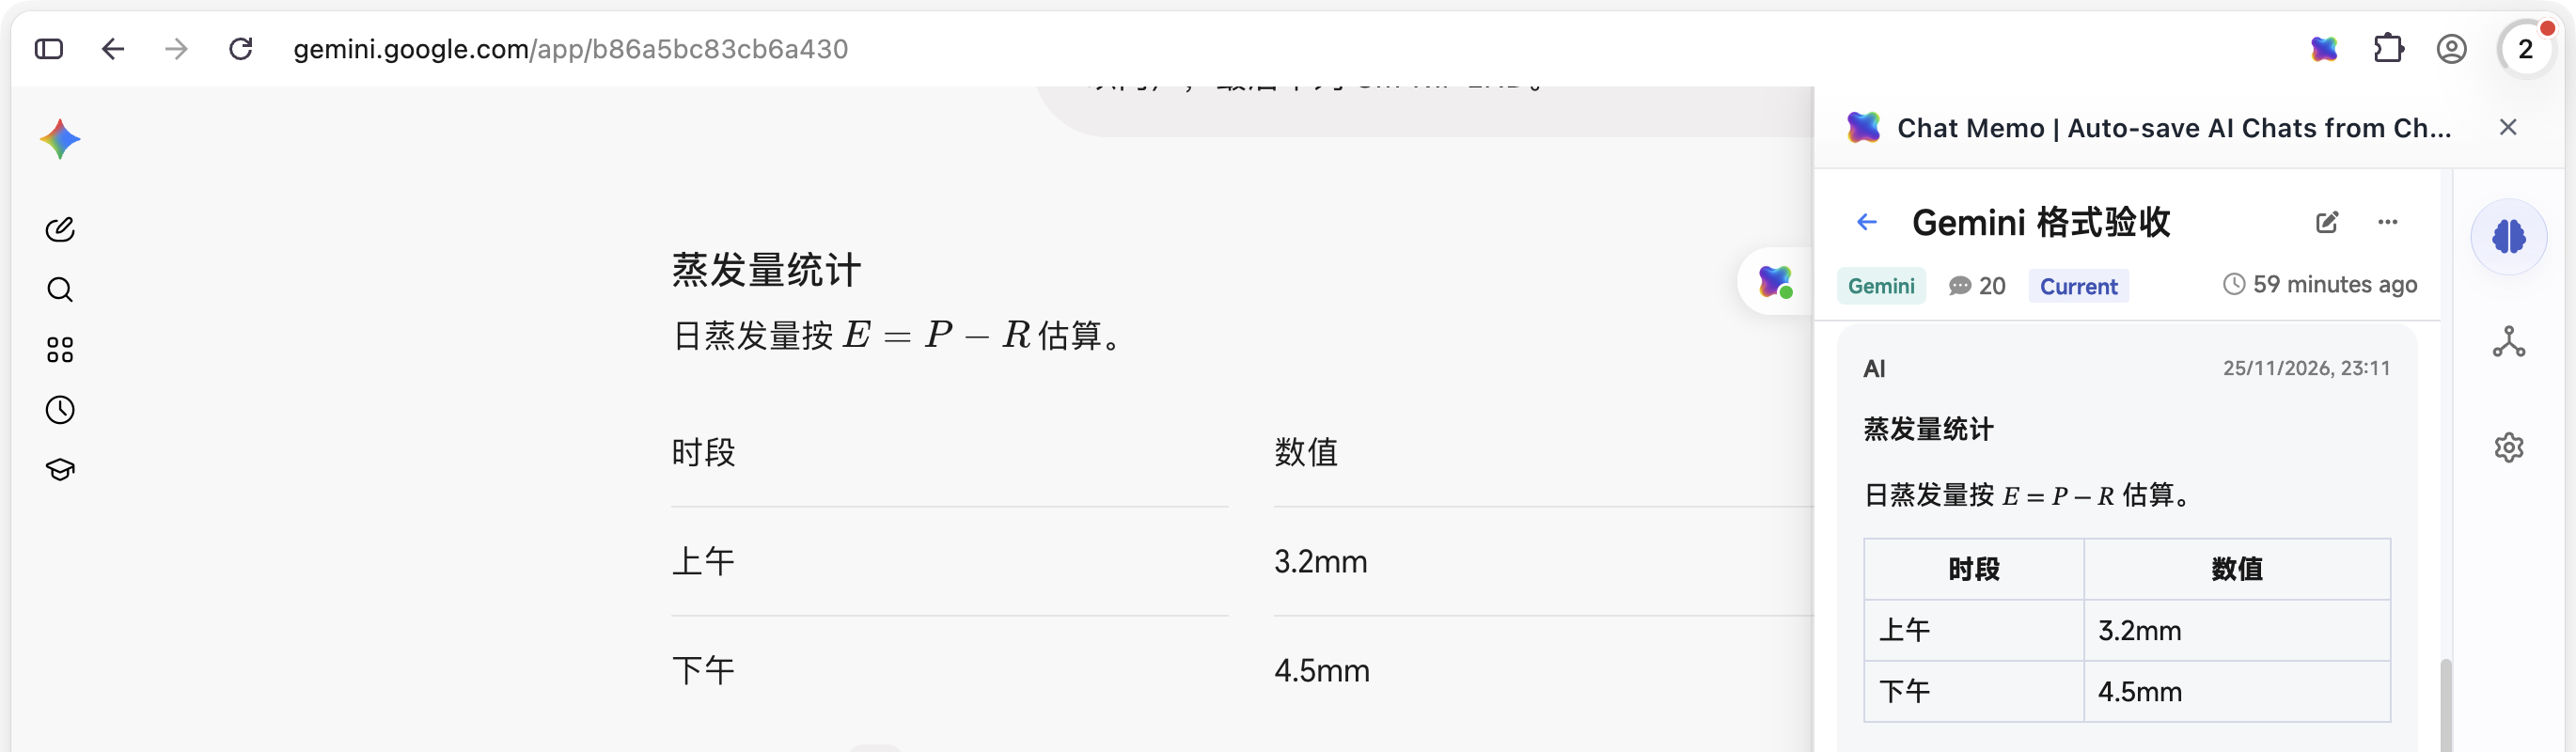 gemini.google.com/app/b86a5bc83cb6a430
2
蒸发量统计
日蒸发量按 E = P − R 估算。
时段 数值
上午 3.2mm
下午 4.5mm
Chat Memo | Auto-save AI Chats from Ch...
Gemini 格式验收
Gemini 20 Current 59 minutes ago
AI 25/11/2026, 23:11
蒸发量统计
日蒸发量按 E = P − R 估算。
时段 数值
上午 3.2mm
下午 4.5mm